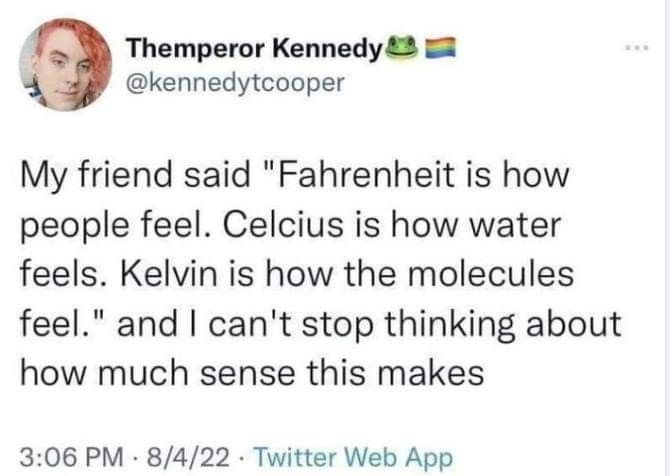 Themperor Kennedy🐸🏳️‍🌈
@kennedytcooper
My friend said "Fahrenheit is how
people feel. Celcius is how water
feels. Kelvin is how the molecules
feel." and I can't stop thinking about
how much sense this makes
3:06 PM · 8/4/22 · Twitter Web App